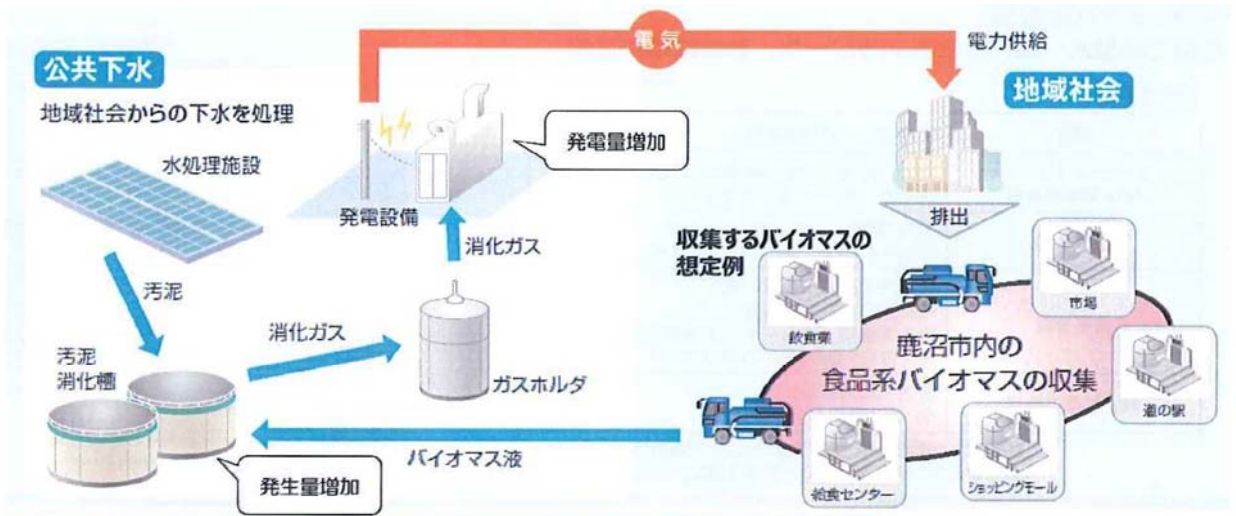 電気
電力供給
公共下水
地域社会からの下水を処理
水処理施設
発電設備
発電量増加
地域社会
排出
消化ガス
収集するバイオマスの
想定例
飲食業
市場
汚泥
消化ガス
ガスホルダ
汚泥
消化槽
鹿沼市内の
食品系バイオマスの収集
道の駅
バイオマス液
発生量増加
給食センター
ショッピングモール